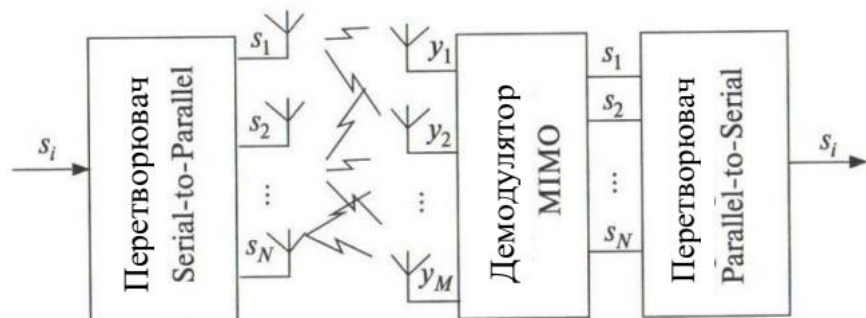 s_i
Перетворювач
Serial-to-Parallel
s_1
s_2
...
s_N
y_1
y_2
...
y_M
Демодулятор
MIMO
s_1
s_2
...
s_N
Перетворювач
Parallel-to-Serial
s_i